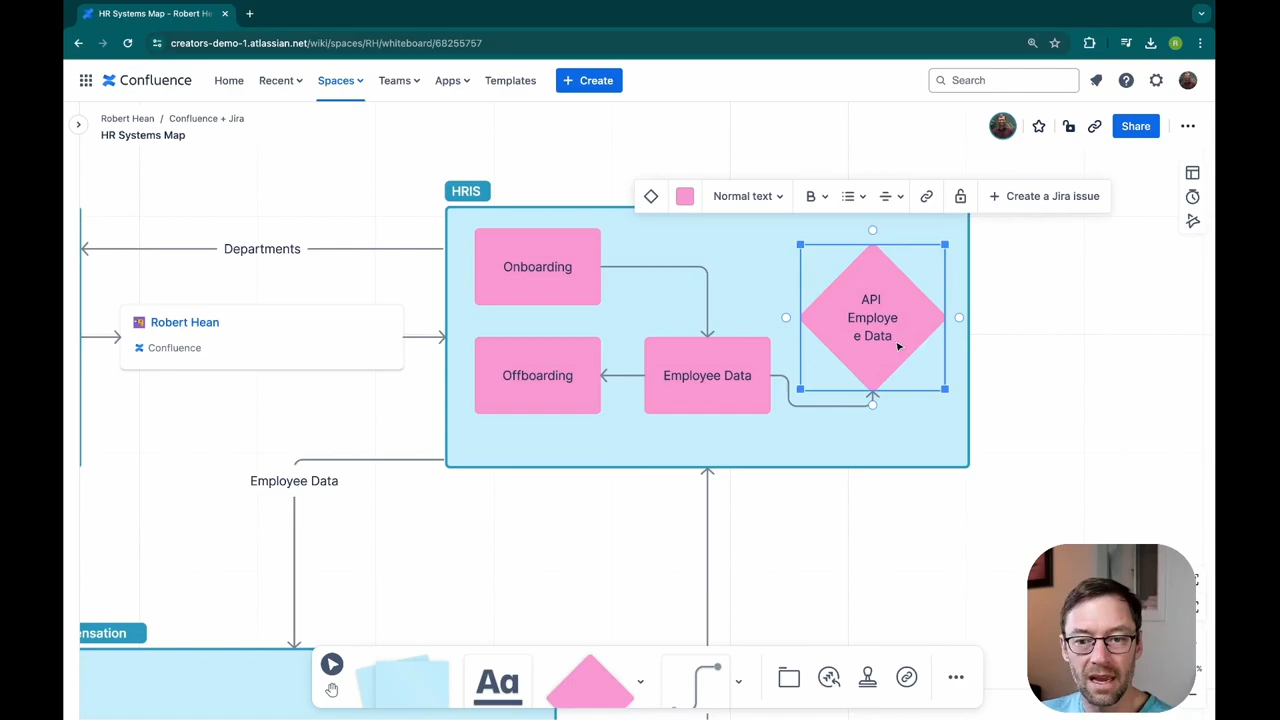 HR Systems Map - Robert He
creators-demo-1.atlassian.net/wiki/spaces/RH/whiteboard/68255757
R
Confluence
Home
Recent
Spaces
Teams
Apps
Templates
+ Create
Search
Robert Hean / Confluence + Jira
HR Systems Map
Share
HRIS
Normal text
B
+ Create a Jira issue
Departments
Onboarding
API
Employe
e Data
Robert Hean
Confluence
Offboarding
Employee Data
Employee Data
ensation
Aa